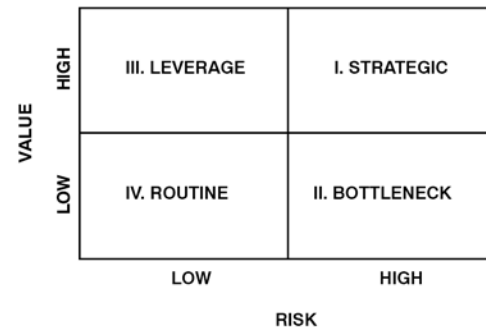 HIGH
III. LEVERAGE
I. STRATEGIC
VALUE
LOW
IV. ROUTINE
II. BOTTLENECK
LOW
HIGH
RISK